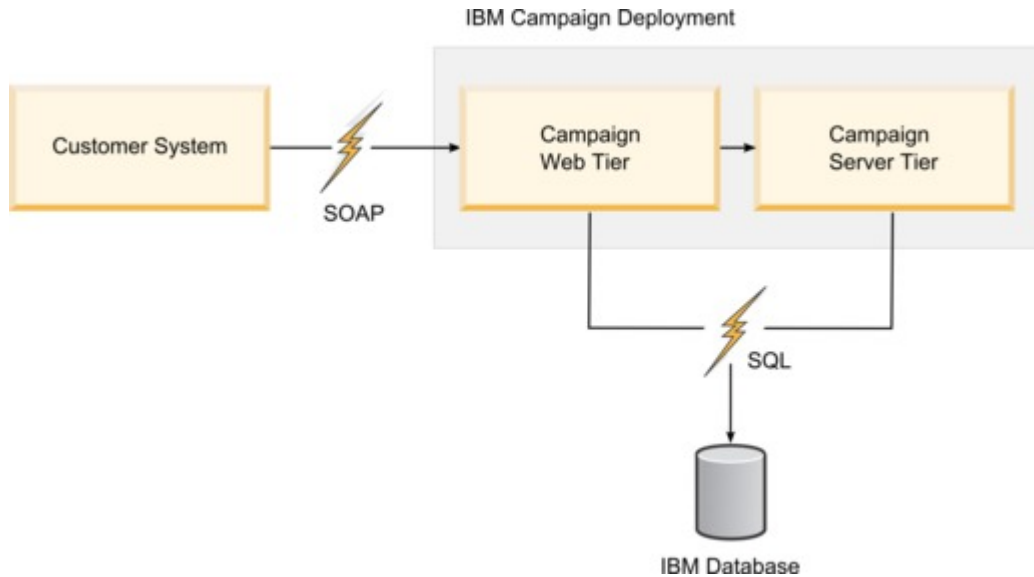 IBM Campaign Deployment
Customer System
SOAP
Campaign
Web Tier
Campaign
Server Tier
SQL
IBM Database